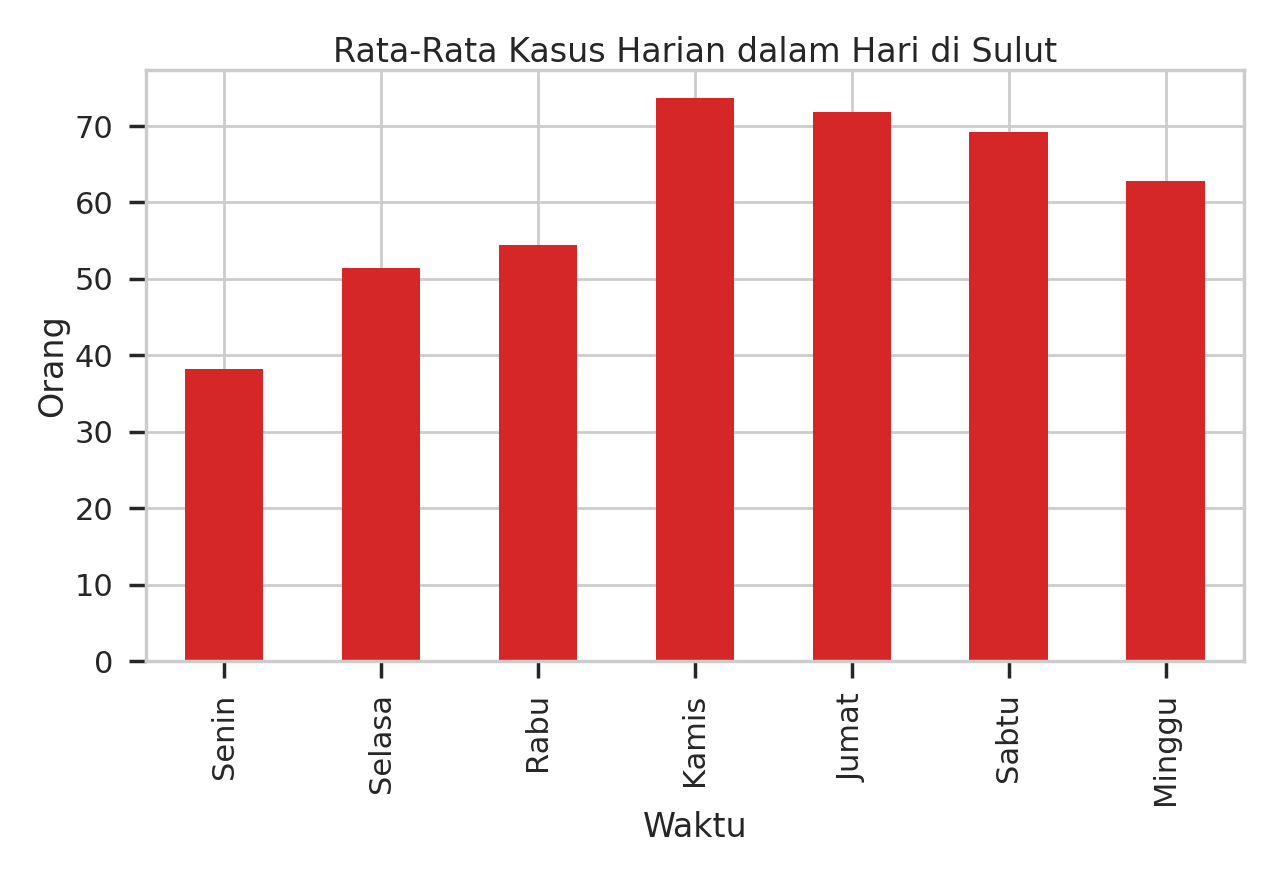 Rata-Rata Kasus Harian dalam Hari di Sulut
70
60
50
40
30
20
10
0
Orang
Senin
Selasa
Rabu
Kamis
Jumat
Sabtu
Minggu
Waktu